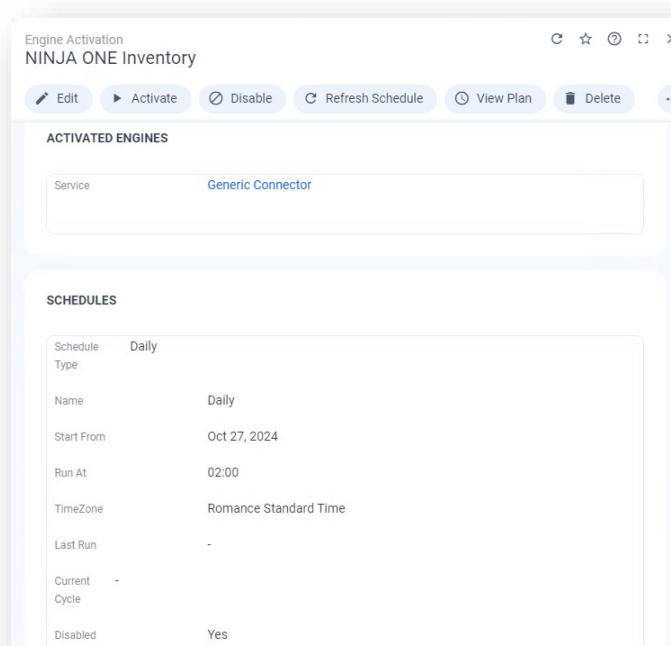 Engine Activation
NINJA ONE Inventory
Edit Activate Disable Refresh Schedule View Plan Delete
ACTIVATED ENGINES
Service Generic Connector
SCHEDULES
Schedule Type Daily
Name Daily
Start From Oct 27, 2024
Run At 02:00
TimeZone Romance Standard Time
Last Run -
Current Cycle -
Disabled Yes